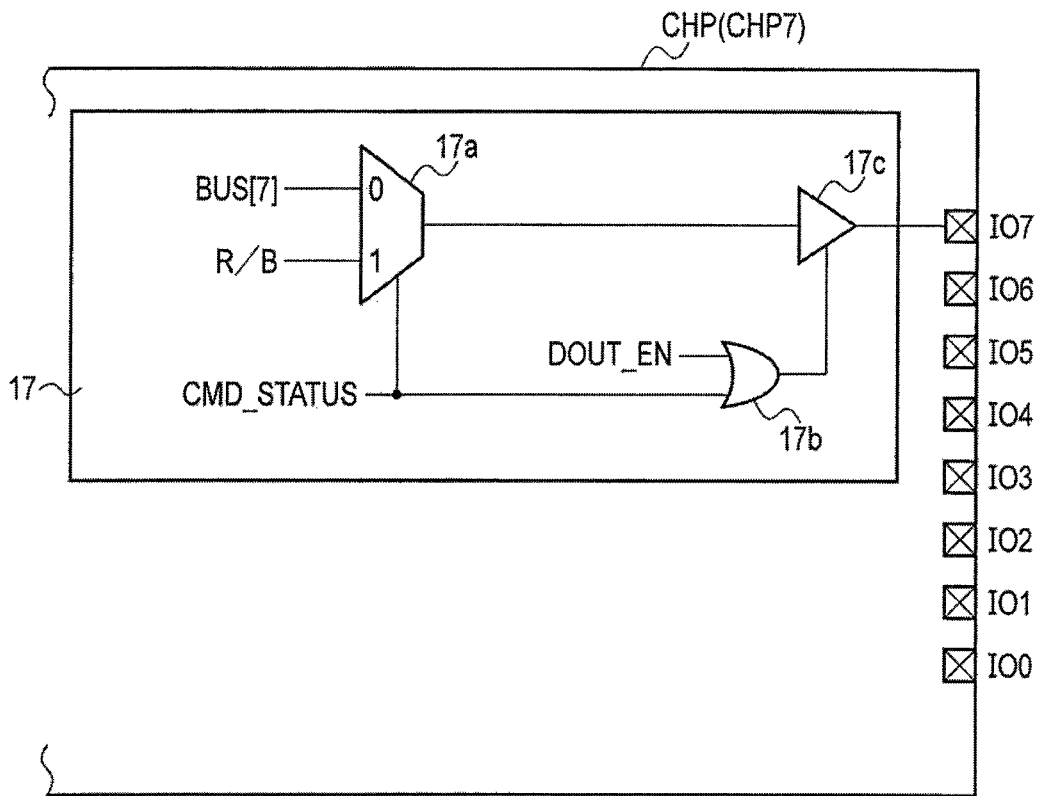 CHP(CHP7)
17a
17c
BUS[7]
0
IO7
R/B
1
IO6
DOUT_EN
IO5
17
CMD_STATUS
IO4
17b
IO3
IO2
IO1
IO0